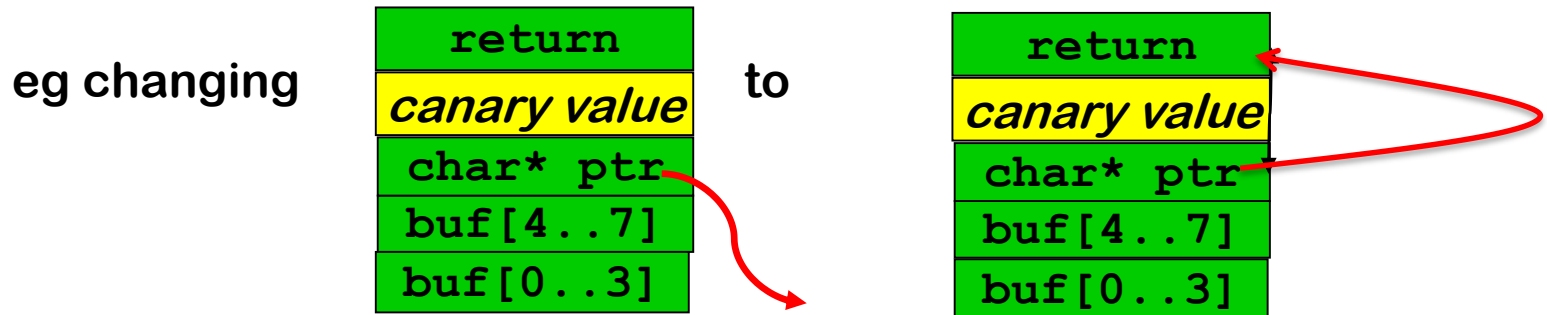 eg changing
return
canary value
char* ptr
buf[4..7]
buf[0..3]
to
return
canary value
char* ptr
buf[4..7]
buf[0..3]